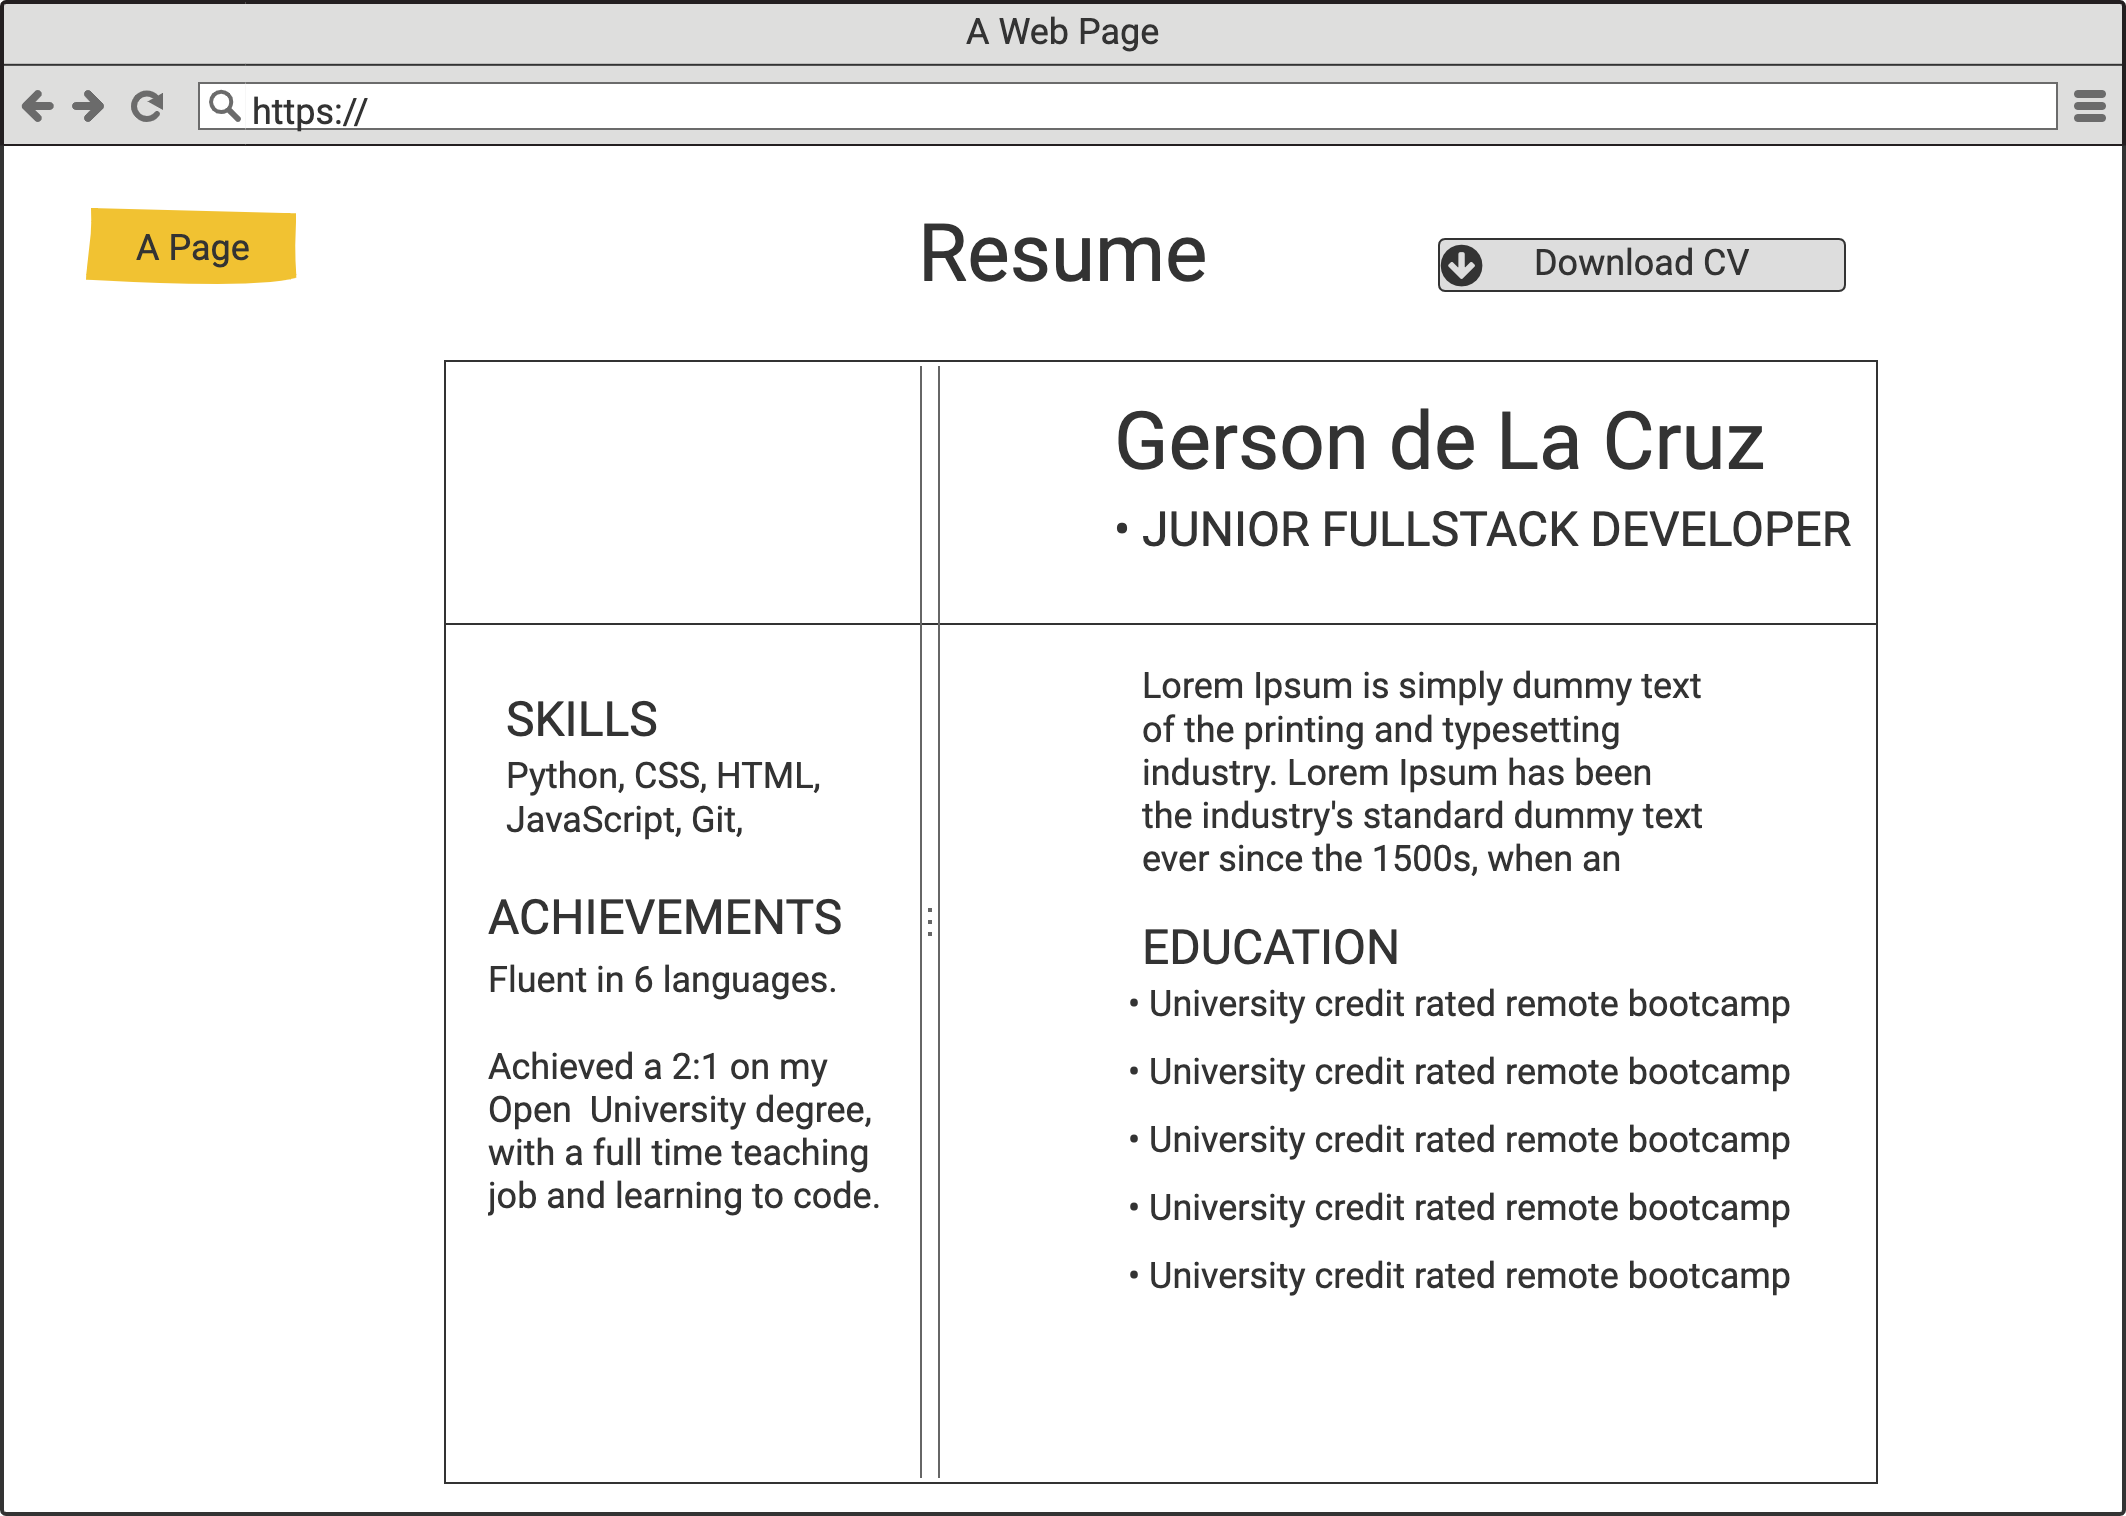 A Web Page
https://
A Page
Resume
Download CV
Gerson de La Cruz
• JUNIOR FULLSTACK DEVELOPER
SKILLS
Python, CSS, HTML,
JavaScript, Git,
ACHIEVEMENTS
Fluent in 6 languages.
Achieved a 2:1 on my
Open  University degree,
with a full time teaching
job and learning to code.
Lorem Ipsum is simply dummy text
of the printing and typesetting
industry. Lorem Ipsum has been
the industry's standard dummy text
ever since the 1500s, when an
EDUCATION
• University credit rated remote bootcamp
• University credit rated remote bootcamp
• University credit rated remote bootcamp
• University credit rated remote bootcamp
• University credit rated remote bootcamp